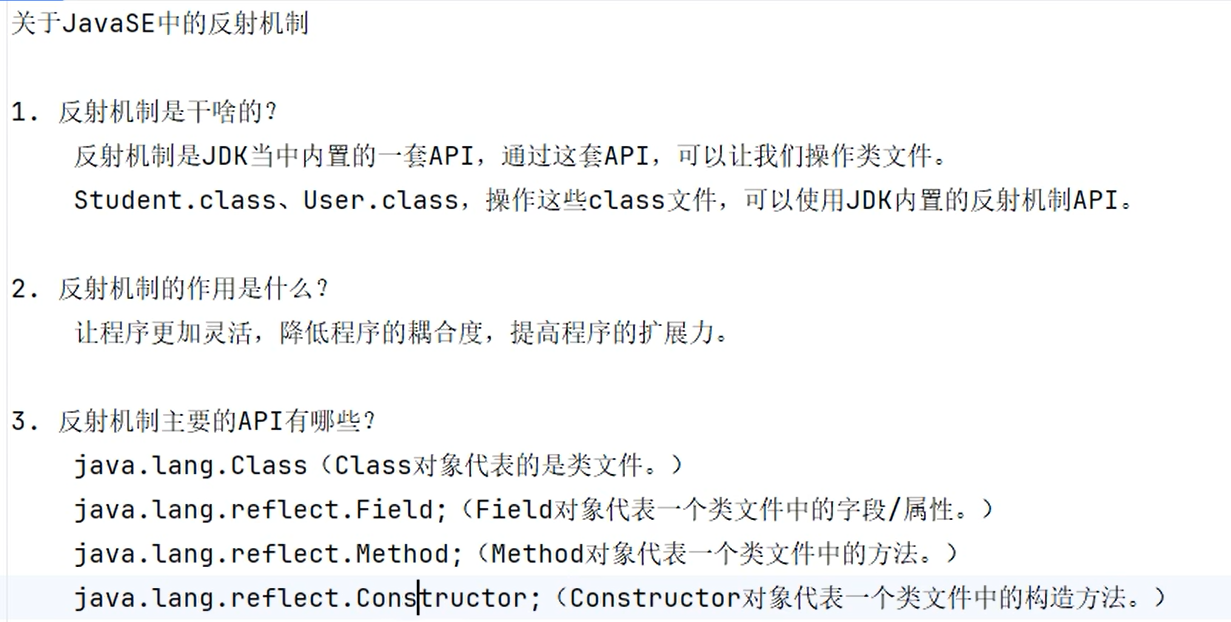 关于JavaSE中的反射机制
1. 反射机制是干啥的？
反射机制是JDK当中内置的一套API，通过这套API，可以让我们操作类文件。
Student.class、User.class，操作这些class文件，可以使用JDK内置的反射机制API。
2. 反射机制的作用是什么？
让程序更加灵活，降低程序的耦合度，提高程序的扩展力。
3. 反射机制主要的API有哪些？
java.lang.Class（Class对象代表的是类文件。）
java.lang.reflect.Field;（Field对象代表一个类文件中的字段/属性。）
java.lang.reflect.Method;（Method对象代表一个类文件中的方法。）
java.lang.reflect.Constructor;（Constructor对象代表一个类文件中的构造方法。）